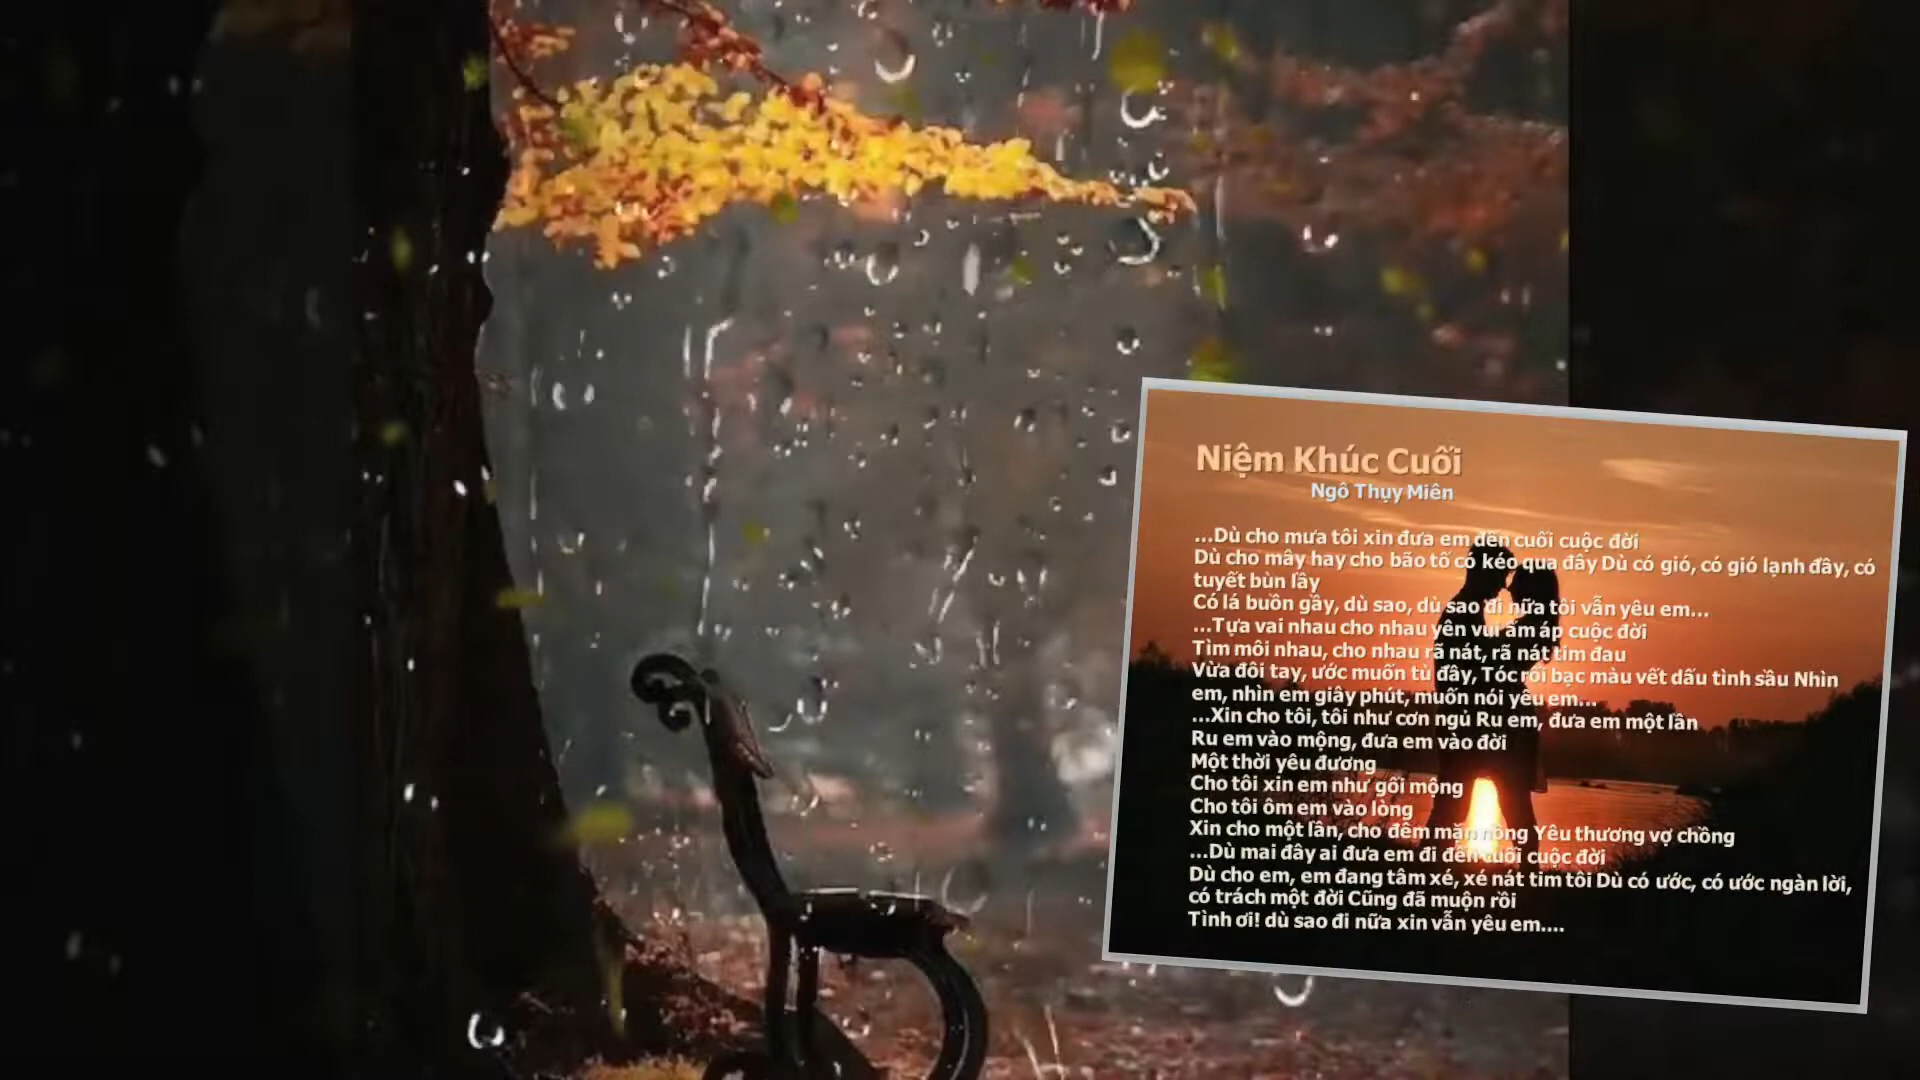 Niệm Khúc Cuối
Ngô Thụy Miên
...Dù cho mưa tôi xin đưa em đến cuối cuộc đời
Dù cho mây hay cho bão tố có kéo qua đây Dù có gió, có gió lạnh đầy, có
tuyết bùn lầy
Có lá buồn gầy, dù sao, dù sao đi nữa tôi vẫn yêu em...
...Tựa vai nhau cho nhau yên vui ấm áp cuộc đời
Tìm môi nhau, cho nhau rã nát, rã nát tim đau
Vừa đôi tay, ước muốn tù đầy, Tóc rối bạc màu vết dấu tình sầu Nhìn
em, nhìn em giây phút, muốn nói yêu em...
...Xin cho tôi, tôi như cơn ngủ Ru em, đưa em một lần
Ru em vào mộng, đưa em vào đời
Một thời yêu đương
Cho tôi xin em như gối mộng
Cho tôi ôm em vào lòng
Xin cho một lần, cho đêm mặn nồng Yêu thương vợ chồng
...Dù mai đây ai đưa em đi đến cuối cuộc đời
Dù cho em, em đang tâm xé, xé nát tim tôi Dù có ước, có ước ngàn lời,
có trách một đời Cũng đã muộn rồi
Tình ơi! dù sao đi nữa xin vẫn yêu em....